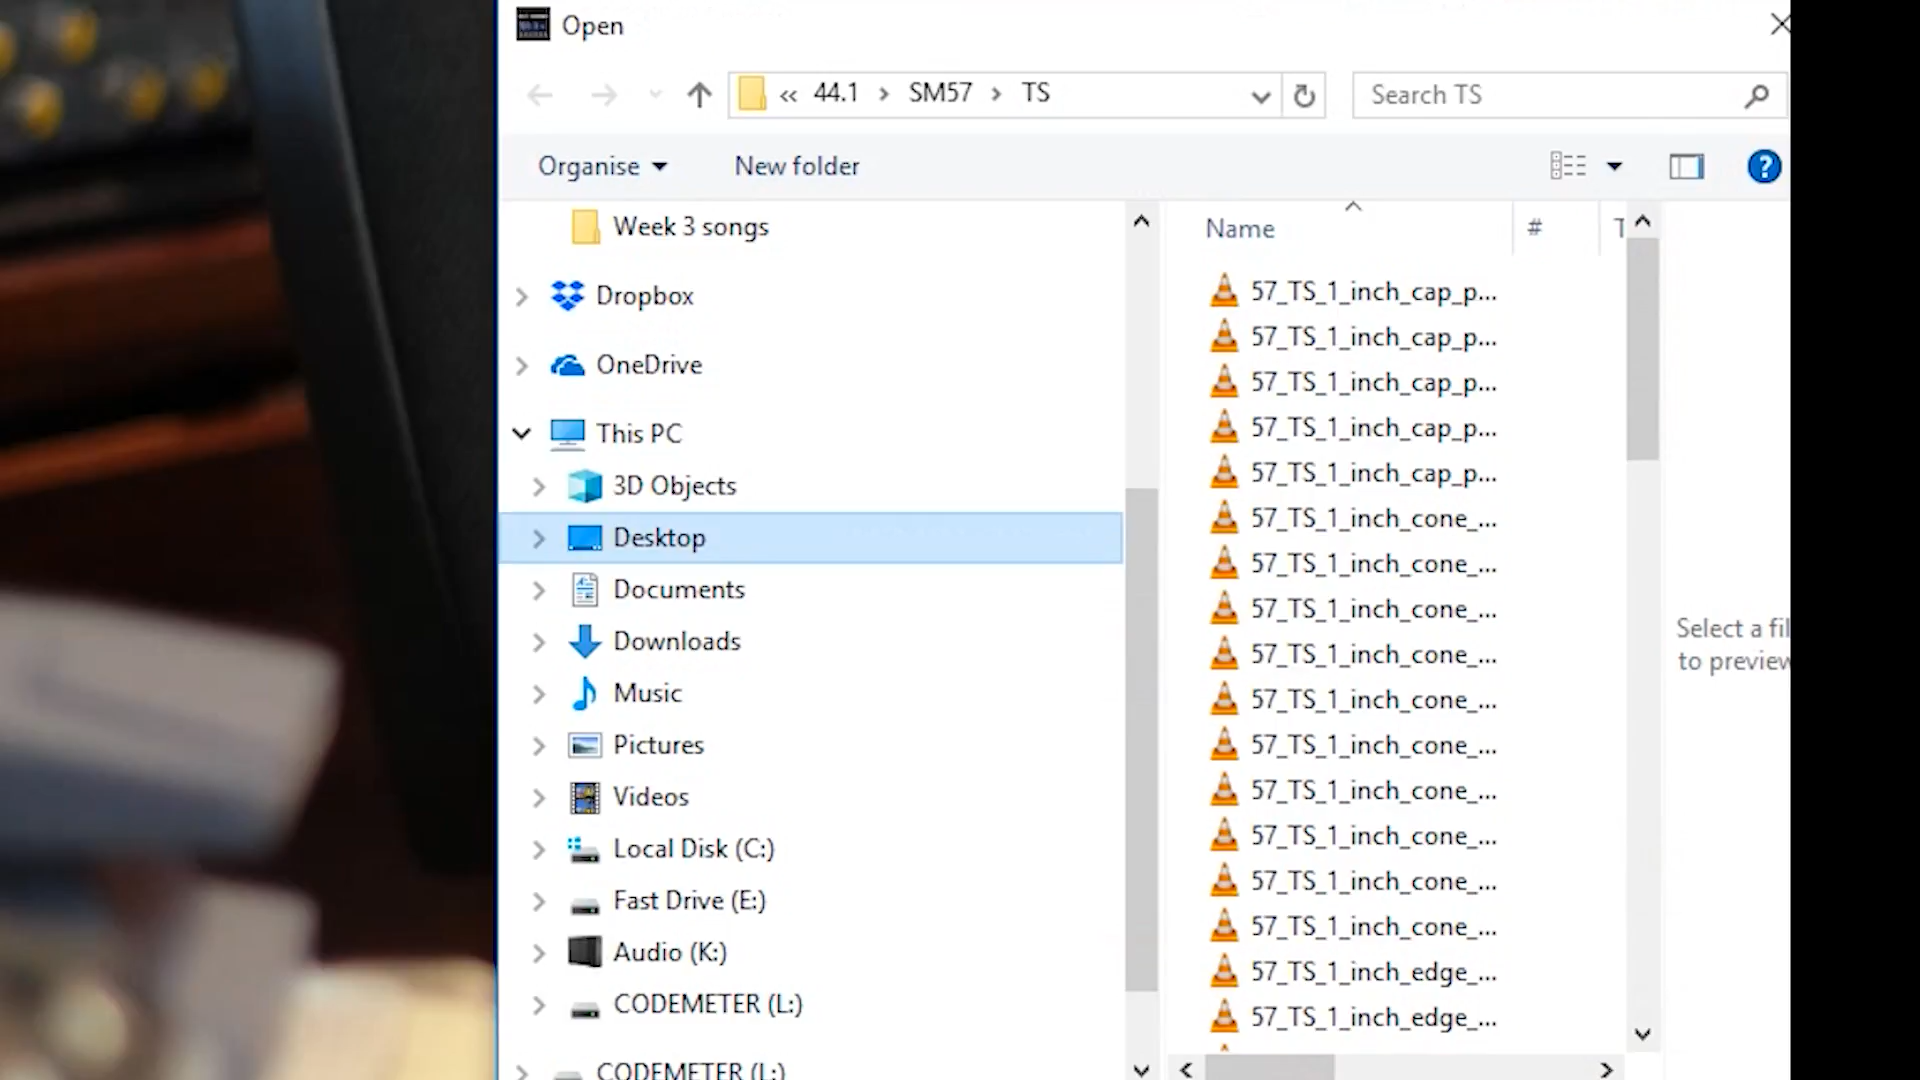 Open
« 44.1 > SM57 > TS
Search TS
Organise
New folder
Week 3 songs
Dropbox
OneDrive
This PC
3D Objects
Desktop
Documents
Downloads
Music
Pictures
Videos
Local Disk (C:)
Fast Drive (E:)
Audio (K:)
CODEMETER (L:)
CODEMETER (L:)
Name # T
57_TS_1_inch_cap_p...
57_TS_1_inch_cap_p...
57_TS_1_inch_cap_p...
57_TS_1_inch_cap_p...
57_TS_1_inch_cap_p...
57_TS_1_inch_cone_...
57_TS_1_inch_cone_...
57_TS_1_inch_cone_...
57_TS_1_inch_cone_...
57_TS_1_inch_cone_...
57_TS_1_inch_cone_...
57_TS_1_inch_cone_...
57_TS_1_inch_cone_...
57_TS_1_inch_cone_...
57_TS_1_inch_cone_...
57_TS_1_inch_edge_...
57_TS_1_inch_edge_...
Select a fil
to preview